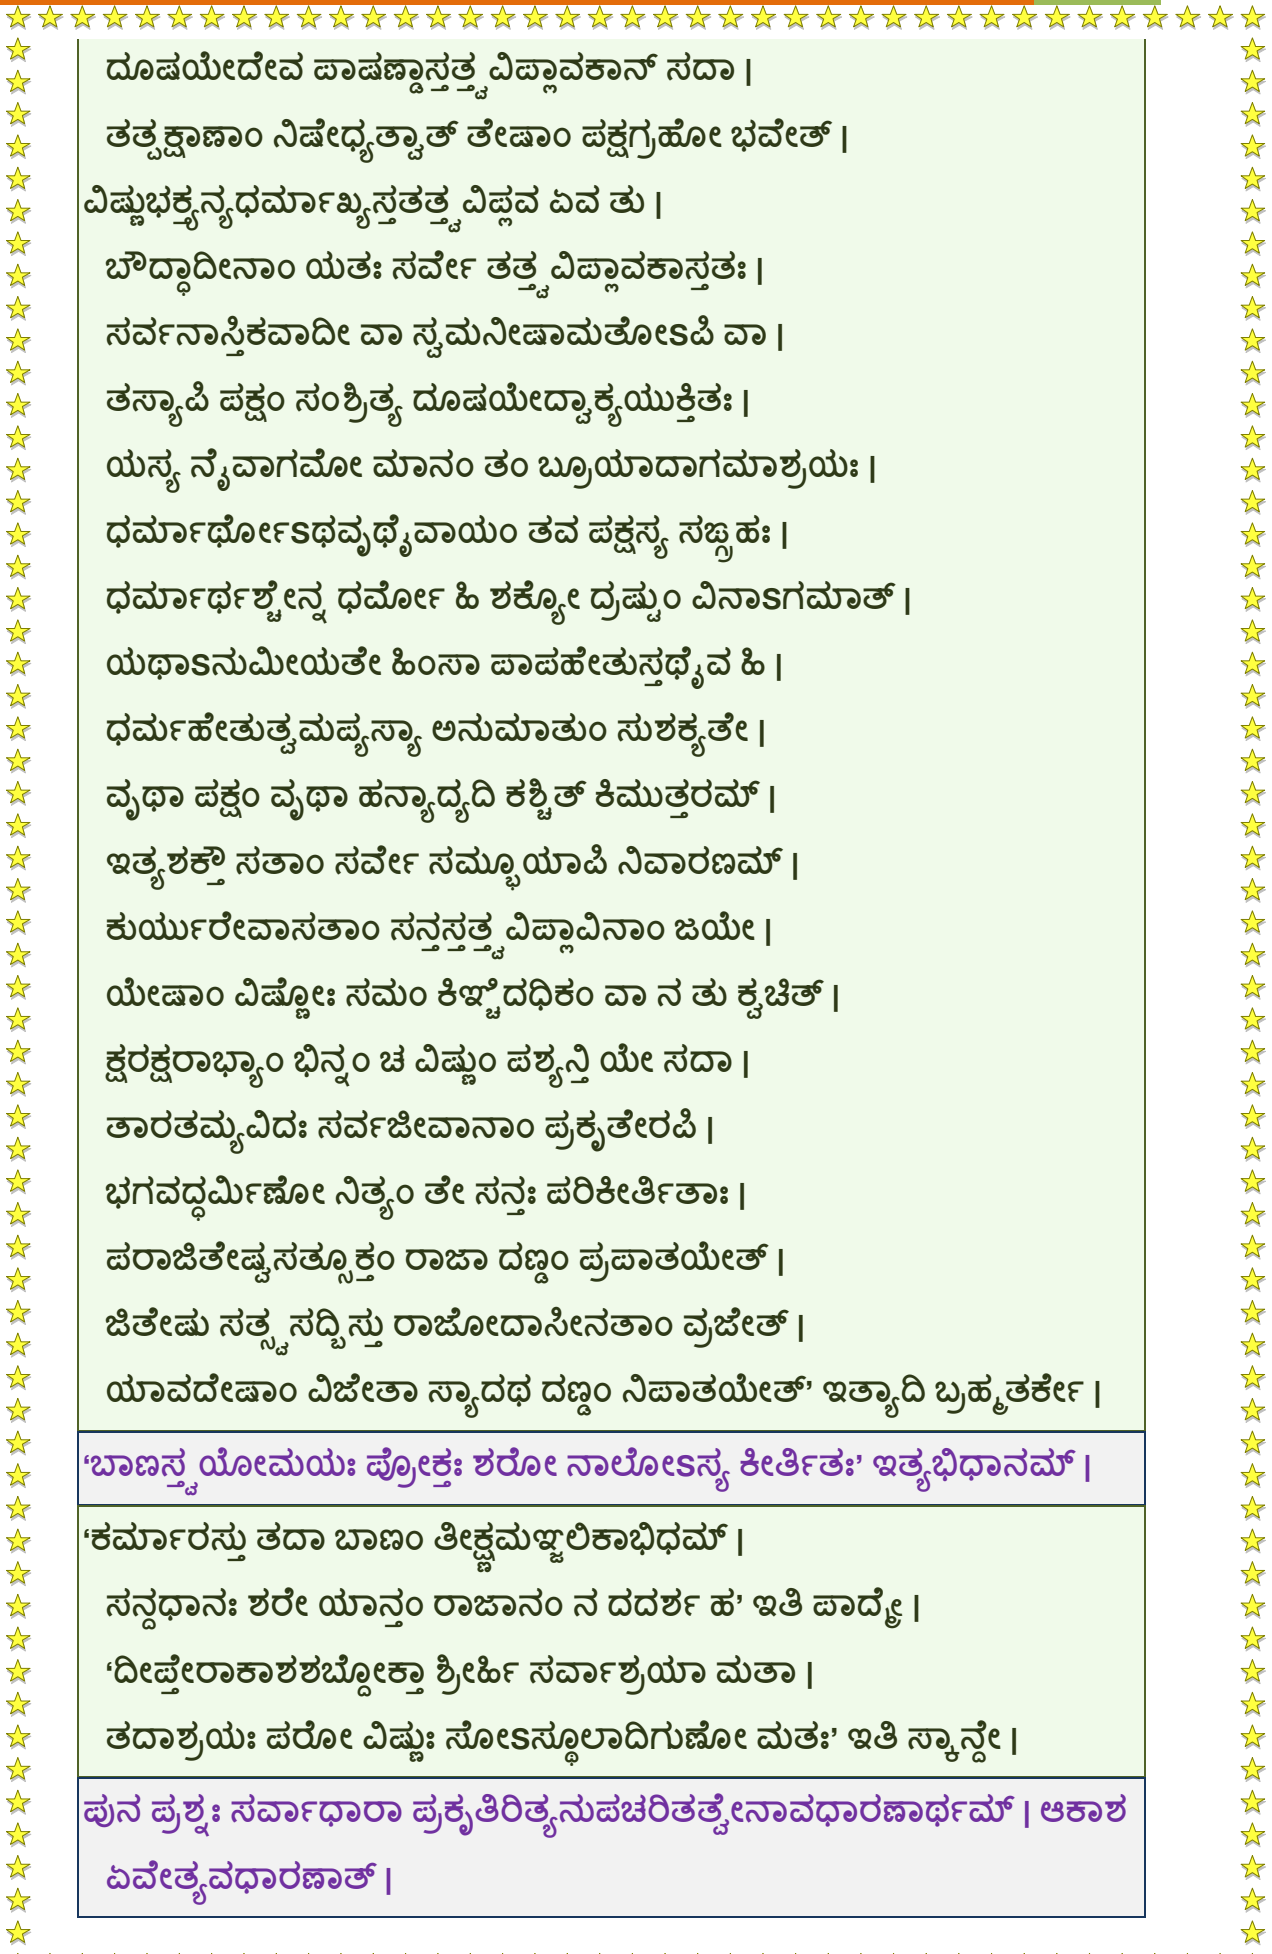 ದೂಷಯೇದೇವ ಪಾಷಣ್ಡಾಸ್ತತ್ತ್ವವಿಪ್ಲಾವಕಾನ್ ಸದಾ |
ತತ್ಪಕ್ಷಾಣಾಂ ನಿಷೇಧ್ಯತ್ವಾತ್ ತೇಷಾಂ ಪಕ್ಷಗ್ರಹೋ ಭವೇತ್ |
ವಿಷ್ಣುಭಕ್ತ್ಯನ್ಯಧರ್ಮಾಖ್ಯಸ್ತತತ್ತ್ವವಿಪ್ಲವ ಏವ ತು |
ಬೌದ್ಧಾದೀನಾಂ ಯತಃ ಸರ್ವೇ ತತ್ತ್ವವಿಪ್ಲಾವಕಾಸ್ತತಃ |
ಸರ್ವನಾಸ್ತಿಕವಾದೀ ವಾ ಸ್ವಮನೀಷಾಮತೋSಪಿ ವಾ |
ತಸ್ಯಾಪಿ ಪಕ್ಷಂ ಸಂಶ್ರಿತ್ಯ ದೂಷಯೇದ್ವಾಕ್ಯಯುಕ್ತಿತಃ |
ಯಸ್ಯ ನೈವಾಗಮೋ ಮಾನಂ ತಂ ಬ್ರೂಯಾದಾಗಮಾಶ್ರಯಃ |
ಧರ್ಮಾರ್ಥೋSಥವೃಥೈವಾಯಂ ತವ ಪಕ್ಷಸ್ಯ ಸಙ್ಗ್ರಹಃ |
ಧರ್ಮಾರ್ಥಶ್ಚೇನ್ನ ಧರ್ಮೋ ಹಿ ಶಕ್ಯೋ ದ್ರಷ್ಟುಂ ವಿನಾSಗಮಾತ್ |
ಯಥಾSನುಮೀಯತೇ ಹಿಂಸಾ ಪಾಪಹೇತುಸ್ತಥೈವ ಹಿ |
ಧರ್ಮಹೇತುತ್ವಮಪ್ಯಸ್ಯಾ ಅನುಮಾತುಂ ಸುಶಕ್ಯತೇ |
ವೃಥಾ ಪಕ್ಷಂ ವೃಥಾ ಹನ್ಯಾದ್ಯದಿ ಕಶ್ಚಿತ್ ಕಿಮುತ್ತರಮ್ |
ಇತ್ಯಶಕ್ತೌ ಸತಾಂ ಸರ್ವೇ ಸಮ್ಭೂಯಾಪಿ ನಿವಾರಣಮ್ |
ಕುರ್ಯುರೇವಾಸತಾಂ ಸನ್ತಸ್ತತ್ತ್ವವಿಪ್ಲಾವಿನಾಂ ಜಯೇ |
ಯೇಷಾಂ ವಿಷ್ಣೋಃ ಸಮಂ ಕಿಞ್ಚಿದಧಿಕಂ ವಾ ನ ತು ಕ್ವಚಿತ್ |
ಕ್ಷರಕ್ಷರಾಭ್ಯಾಂ ಭಿನ್ನಂ ಚ ವಿಷ್ಣುಂ ಪಶ್ಯನ್ತಿ ಯೇ ಸದಾ |
ತಾರತಮ್ಯವಿದಃ ಸರ್ವಜೀವಾನಾಂ ಪ್ರಕೃತೇರಪಿ |
ಭಗವದ್ಧರ್ಮಿಣೋ ನಿತ್ಯಂ ತೇ ಸನ್ತಃ ಪರಿಕೀರ್ತಿತಾಃ |
ಪರಾಜಿತೇಷ್ವಸತ್ಸೂಕ್ತಂ ರಾಜಾ ದಣ್ಡಂ ಪ್ರಪಾತಯೇತ್ |
ಜಿತೇಷು ಸತ್ಸ್ವಸದ್ಬಿಸ್ತು ರಾಜೋದಾಸೀನತಾಂ ವ್ರಜೇತ್ |
ಯಾವದೇಷಾಂ ವಿಜೇತಾ ಸ್ಯಾದಥ ದಣ್ಡಂ ನಿಪಾತಯೇತ್’ ಇತ್ಯಾದಿ ಬ್ರಹ್ಮತರ್ಕೇ |
‘ಬಾಣಸ್ತ್ವಯೋಮಯಃ ಪ್ರೋಕ್ತಃ ಶರೋ ನಾಲೋSಸ್ಯ ಕೀರ್ತಿತಃ’ ಇತ್ಯಭಿಧಾನಮ್ |
‘ಕರ್ಮಾರಸ್ತು ತದಾ ಬಾಣಂ ತೀಕ್ಷ್ಣಮಞ್ಜಲಿಕಾಭಿಧಮ್ |
ಸನ್ದಧಾನಃ ಶರೇ ಯಾನ್ತಂ ರಾಜಾನಂ ನ ದದರ್ಶ ಹ’ ಇತಿ ಪಾದ್ಮೇ |
‘ದೀಪ್ತೇರಾಕಾಶಶಬ್ದೋಕ್ತಾ ಶ್ರೀರ್ಹಿ ಸರ್ವಾಶ್ರಯಾ ಮತಾ |
ತದಾಶ್ರಯಃ ಪರೋ ವಿಷ್ಣುಃ ಸೋSಸ್ಥೂಲಾದಿಗುಣೋ ಮತಃ’ ಇತಿ ಸ್ಕಾನ್ದೇ |
ಪುನ ಪ್ರಶ್ನಃ ಸರ್ವಾಧಾರಾ ಪ್ರಕೃತಿರಿತ್ಯನುಪಚರಿತತ್ವೇನಾವಧಾರಣಾರ್ಥಮ್ | ಆಕಾಶ
ಏವೇತ್ಯವಧಾರಣಾತ್ |